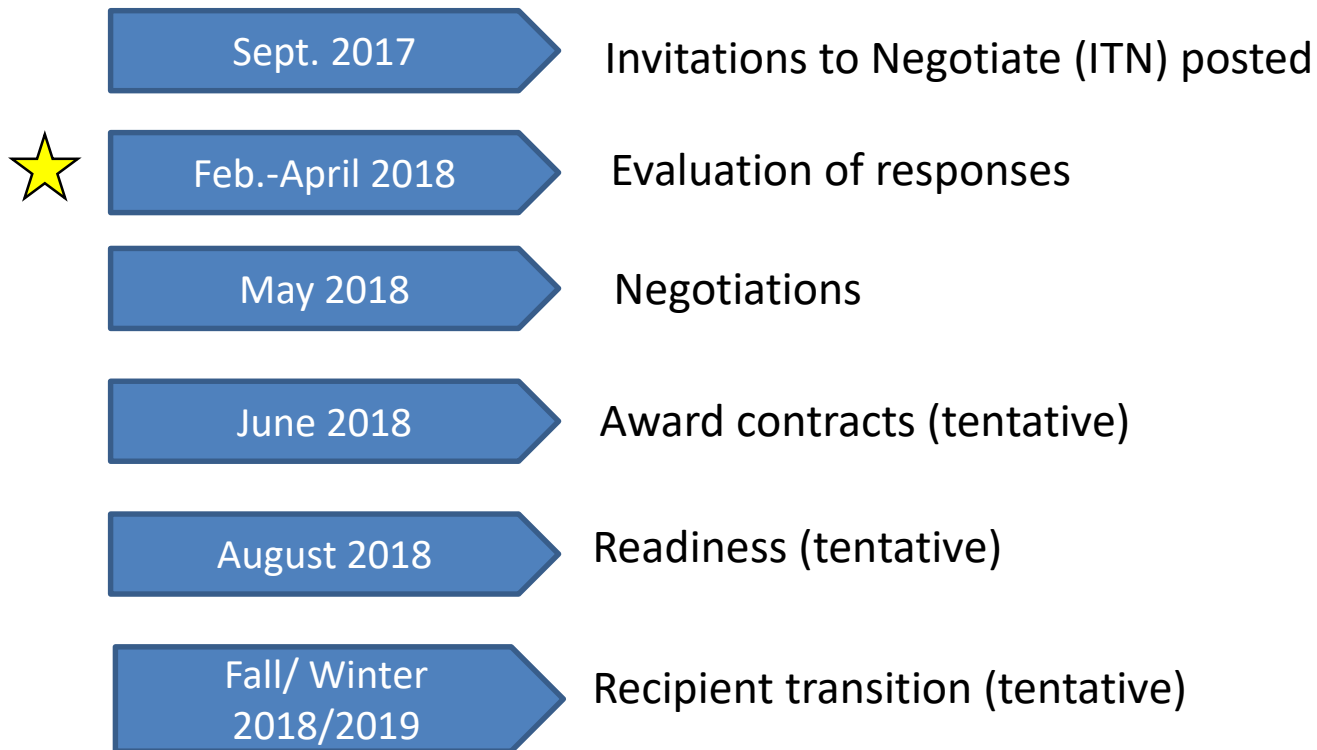 Sept. 2017
Invitations to Negotiate (ITN) posted
Feb.-April 2018
Evaluation of responses
May 2018
Negotiations
June 2018
Award contracts (tentative)
August 2018
Readiness (tentative)
Fall/ Winter
2018/2019
Recipient transition (tentative)